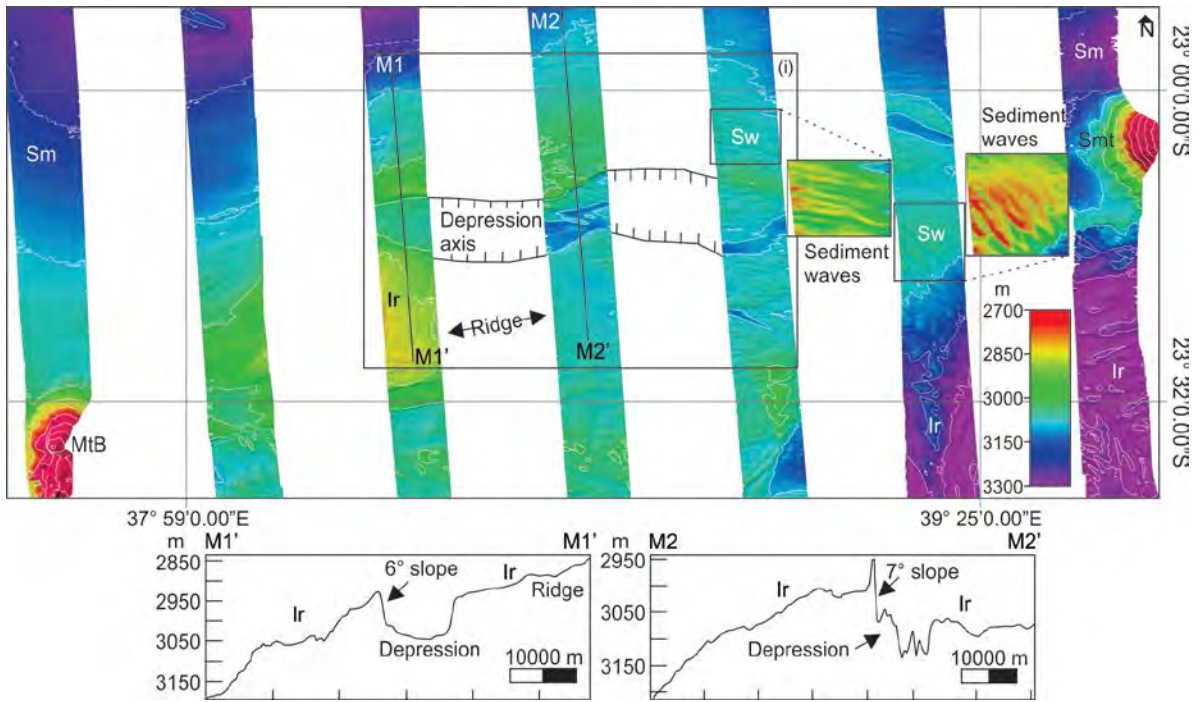 N
M1
M2
(i)
Sm
23° 00'0.00"S
Sm
Sw
Sediment
waves
Smt
Depression
axis
Sw
Sediment
waves
m
Ir
Ridge
2700
M1'
M2'
2850
Ir
3000
23° 32'0.00"S
MtB
Ir
3150
3300
37° 59'0.00"E
39° 25'0.00"E
m
M1'
M1'
M2
M2'
2850
6° slope
Ir
2950
Ridge
Ir
3050
Depression
10000 m
3150
2950
7° slope
Ir
Ir
3050
Depression
10000 m
3150